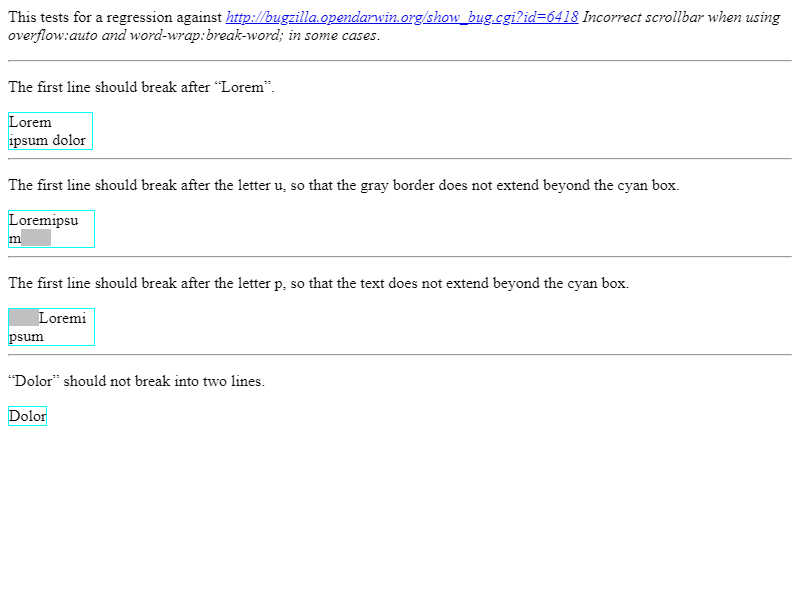 This tests for a regression against http://bugzilla.opendarwin.org/show_bug.cgi?id=6418 Incorrect scrollbar when using
overflow:auto and word-wrap:break-word; in some cases.
The first line should break after “Lorem”.
Lorem
ipsum dolor
The first line should break after the letter u, so that the gray border does not extend beyond the cyan box.
Loremipsu
m
The first line should break after the letter p, so that the text does not extend beyond the cyan box.
Loremi
psum
“Dolor” should not break into two lines.
Dolor